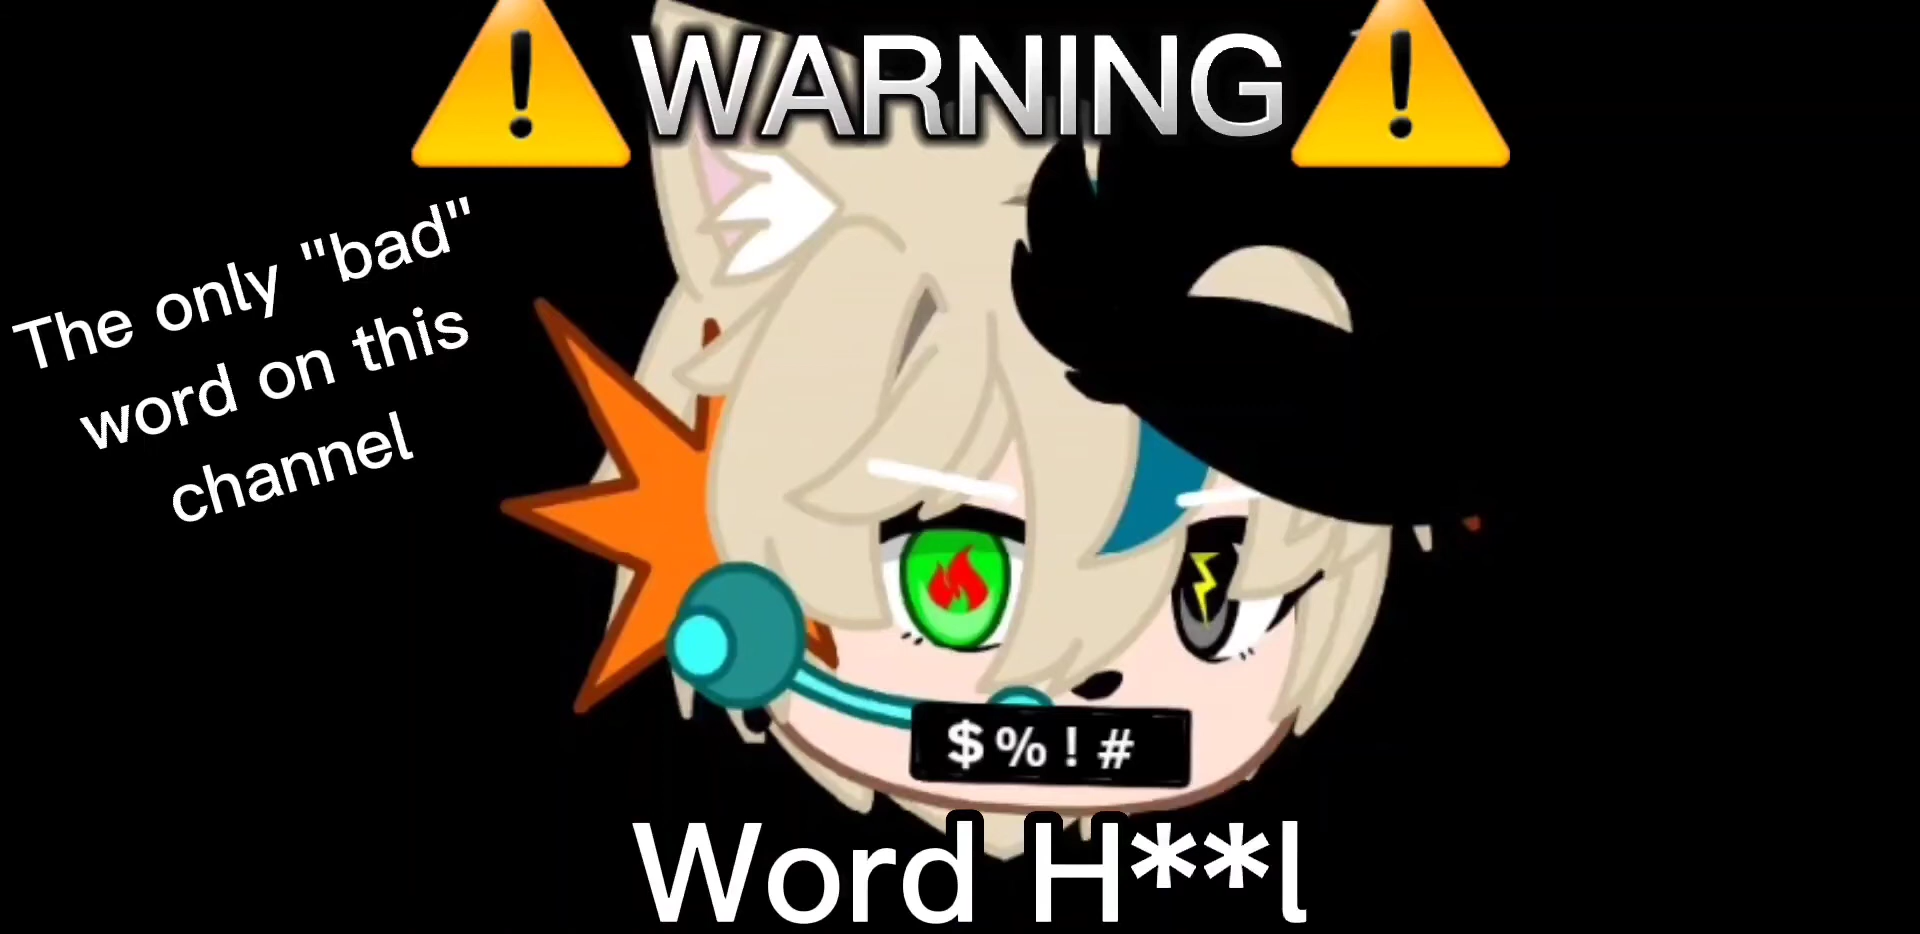 ⚠️WARNING⚠️
The only "bad"
word on this
channel
$%!#
Word H**l